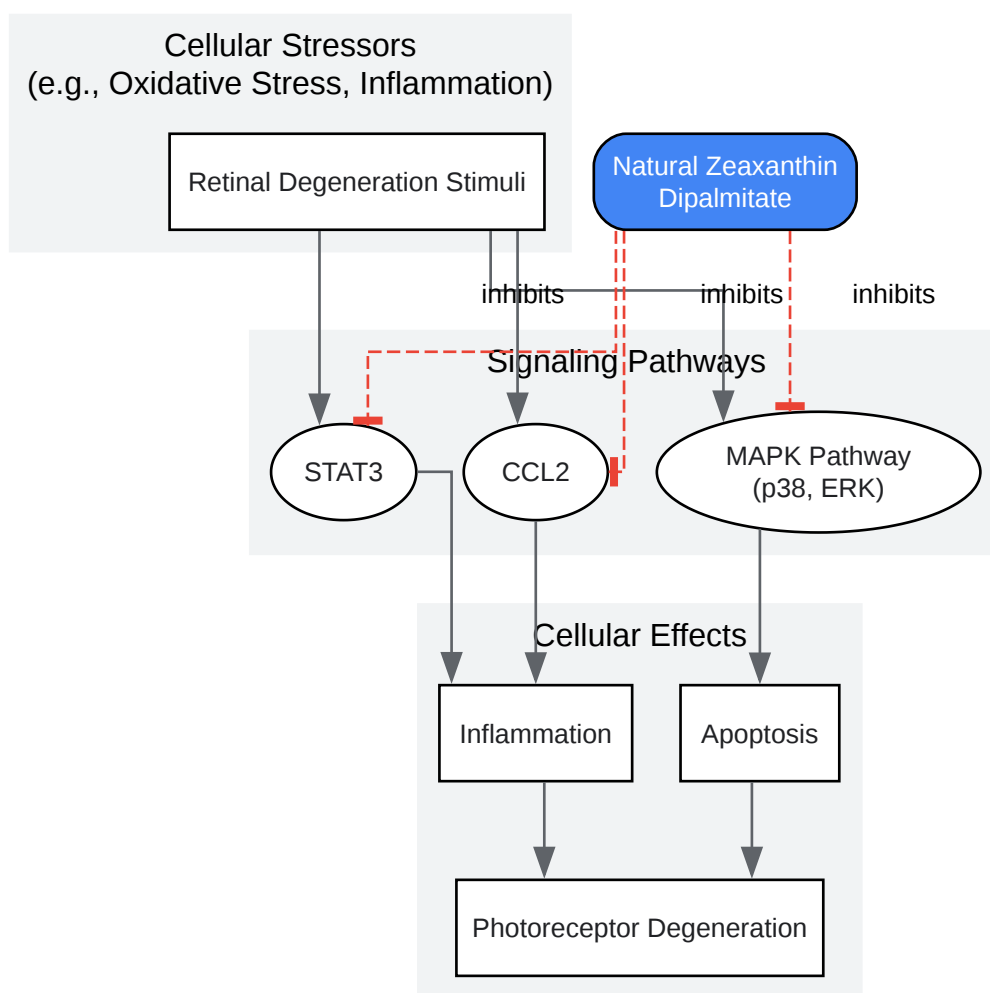 Cellular Stressors
(e.g., Oxidative Stress, Inflammation)
Retinal Degeneration Stimuli
Natural Zeaxanthin
Dipalmitate
inhibits
inhibits
inhibits
Signaling Pathways
STAT3
CCL2
MAPK Pathway
(p38, ERK)
Cellular Effects
Inflammation
Apoptosis
Photoreceptor Degeneration